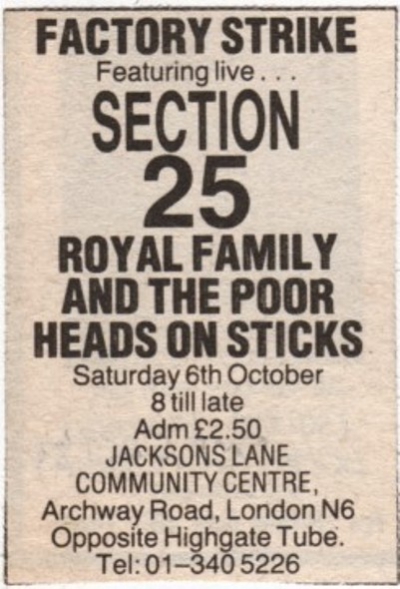 FACTORY STRIKE
Featuring live . . .
SECTION
25
ROYAL FAMILY
AND THE POOR
HEADS ON STICKS
Saturday 6th October
8 till late
Adm £2.50
JACKSONS LANE
COMMUNITY CENTRE,
Archway Road, London N6
Opposite Highgate Tube.
Tel: 01–340 5226